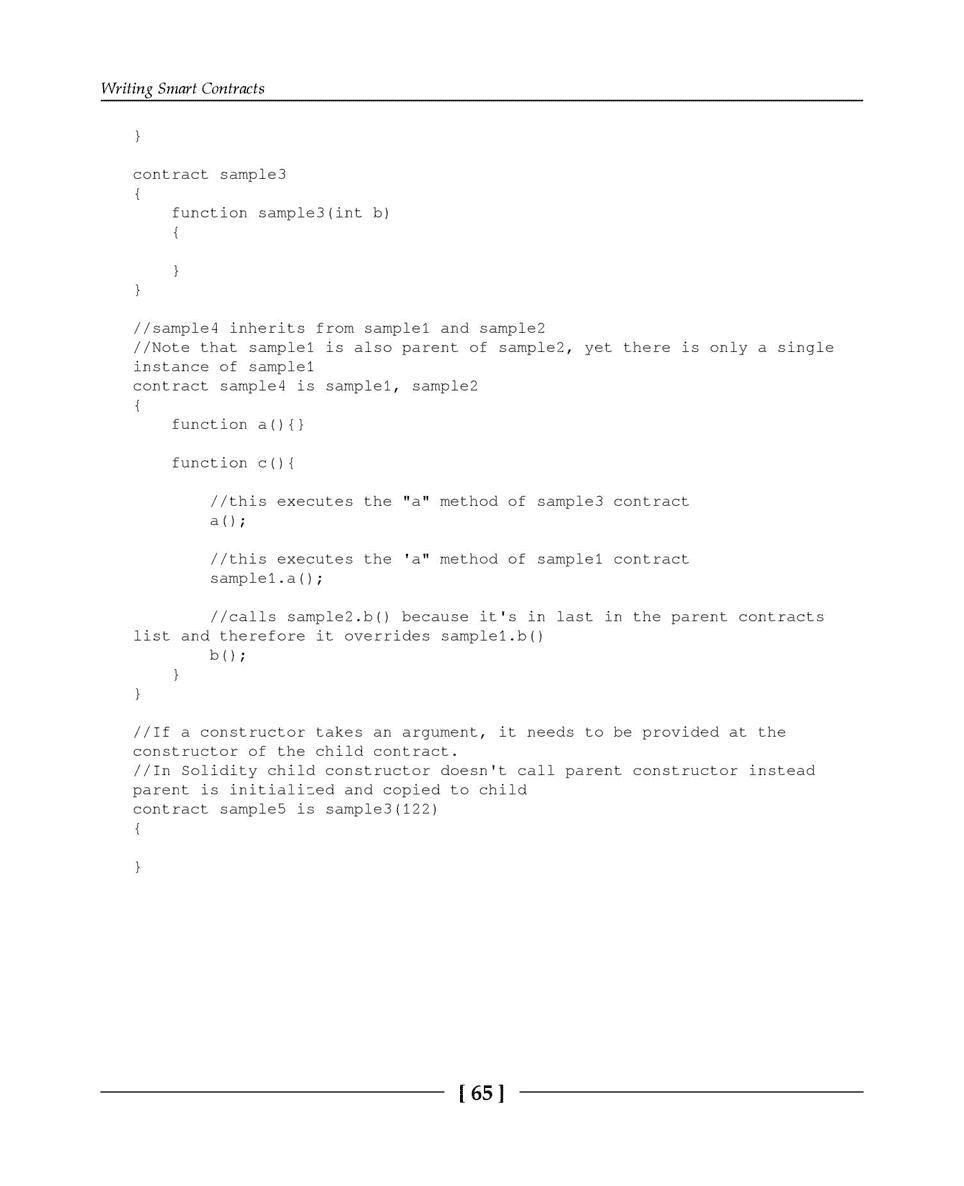 Writing Smart Contracts
}
contract sample3
{
function sample3(int b)
{
}
}
//sample4 inherits from sample1 and sample2
//Note that sample1 is also parent of sample2, yet there is only a single
instance of sample1
contract sample4 is sample1, sample2
{
function a(){}
function c(){
//this executes the "a" method of sample3 contract
a();
//this executes the 'a" method of sample1 contract
sample1.a();
//calls sample2.b() because it's in last in the parent contracts
list and therefore it overrides sample1.b()
b();
}
}
//If a constructor takes an argument, it needs to be provided at the
constructor of the child contract.
//In Solidity child constructor doesn't call parent constructor instead
parent is initialized and copied to child
contract sample5 is sample3(122)
{
}
[ 65 ]